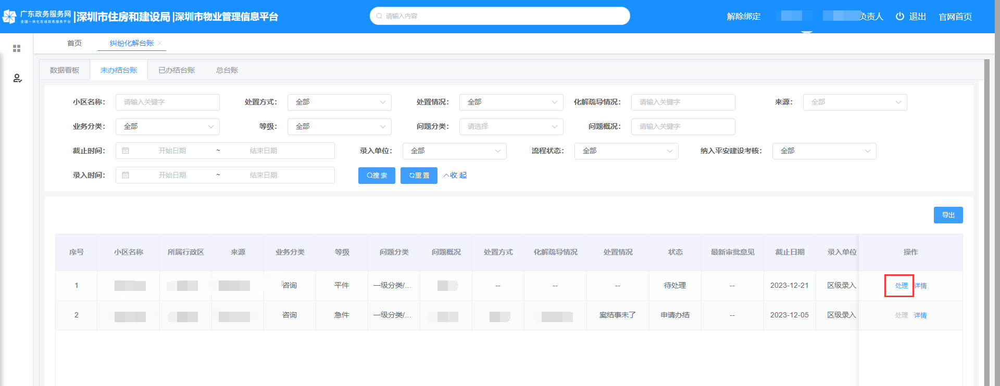 广东政务服务网
全国一体化在线政务服务平台
|深圳市住房和建设局 |深圳市物业管理信息平台
请输入内容
解除绑定 负责人 退出 官网首页
首页 纠纷化解台账
数据看板 未办结台账 已办结台账 总台账
小区名称： 请输入关键字 处置方式： 全部 处置情况： 全部 化解疏导情况： 请输入关键字 来源： 全部
业务分类： 全部 等级： 全部 问题分类： 请选择 问题概况： 请输入关键字
截止时间： 开始日期 ~ 结束日期 录入单位： 全部 流程状态： 全部 纳入平安建设考核： 全部
录入时间： 开始日期 ~ 结束日期 搜 索 重 置 收 起
导出
序号 小区名称 所属行政区 来源 业务分类 等级 问题分类 问题概况 处置方式 化解疏导情况 处置情况 状态 最新审批意见 截止日期 录入单位 操作
1 咨询 平件 一级分类/... -- -- -- 待处理 -- 2023-12-21 区级录入 处理 详情
2 咨询 急件 一级分类/... 案结事未了 申请办结 -- 2023-12-05 区级录入 处理 详情